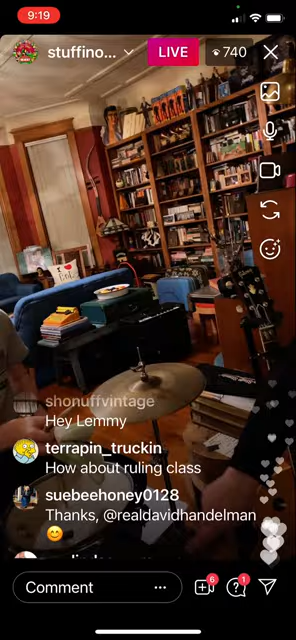 9:19
stuffino...
LIVE
740
I
shonuffvintage
Hey Lemmy
terrapin_truckin
How about ruling class
suebeehoney0128
Thanks, @realdavidhandelman
😊
Comment
...
6
1